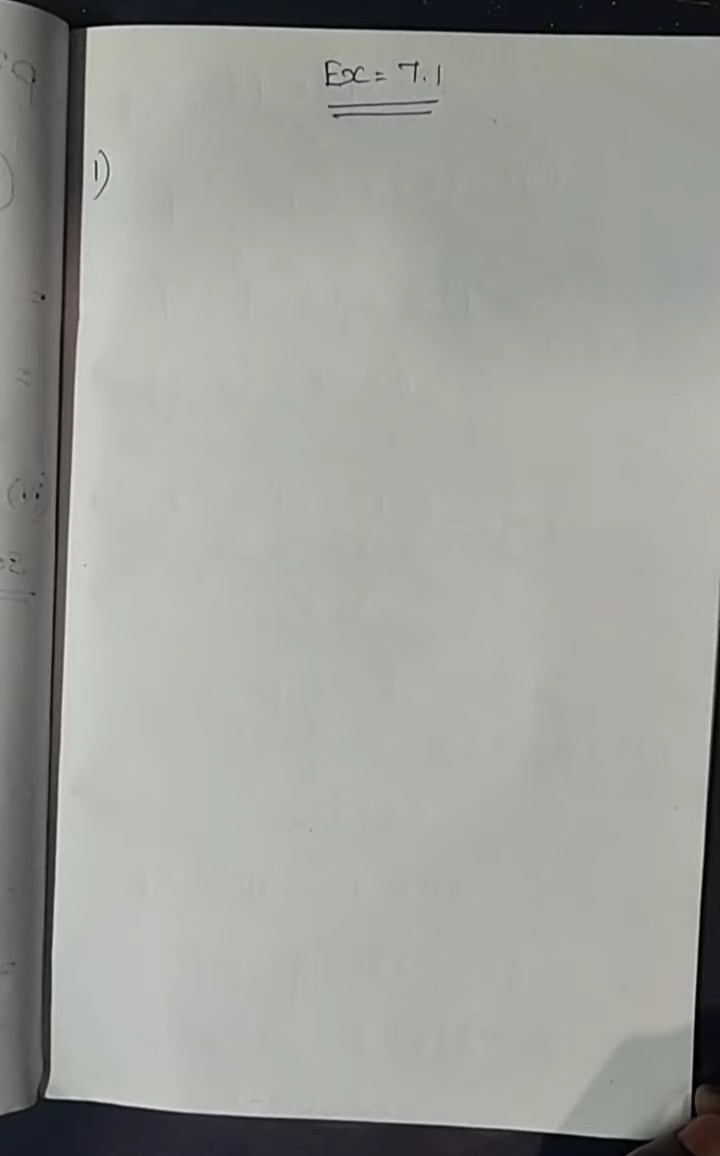 Ex = 7.1
1)